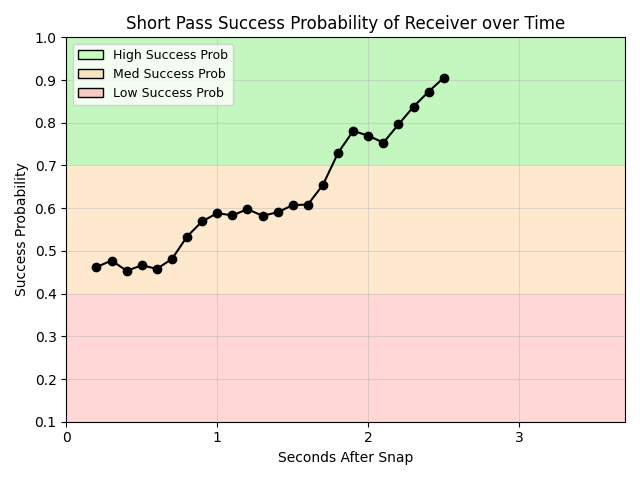 Short Pass Success Probability of Receiver over Time
High Success Prob
Med Success Prob
Low Success Prob
Success Probability
1.0
0.9
0.8
0.7
0.6
0.5
0.4
0.3
0.2
0.1
0 1 2 3
Seconds After Snap